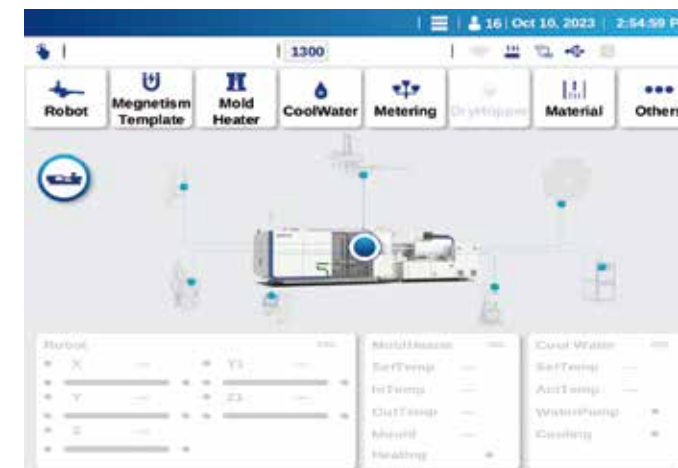 16 | Oct 10, 2023 | 2:54:59 P
1300
Robot
Megnetism
Template
Mold
Heater
CoolWater
Metering
DryHopper
Material
Others
Robot
X
Y1
Y
Z1
Z
MoldHeater
SetTemp
InTemp
OutTemp
Mould
Heating
Cool Water
SetTemp
ActTemp
WaterPump
Cooling